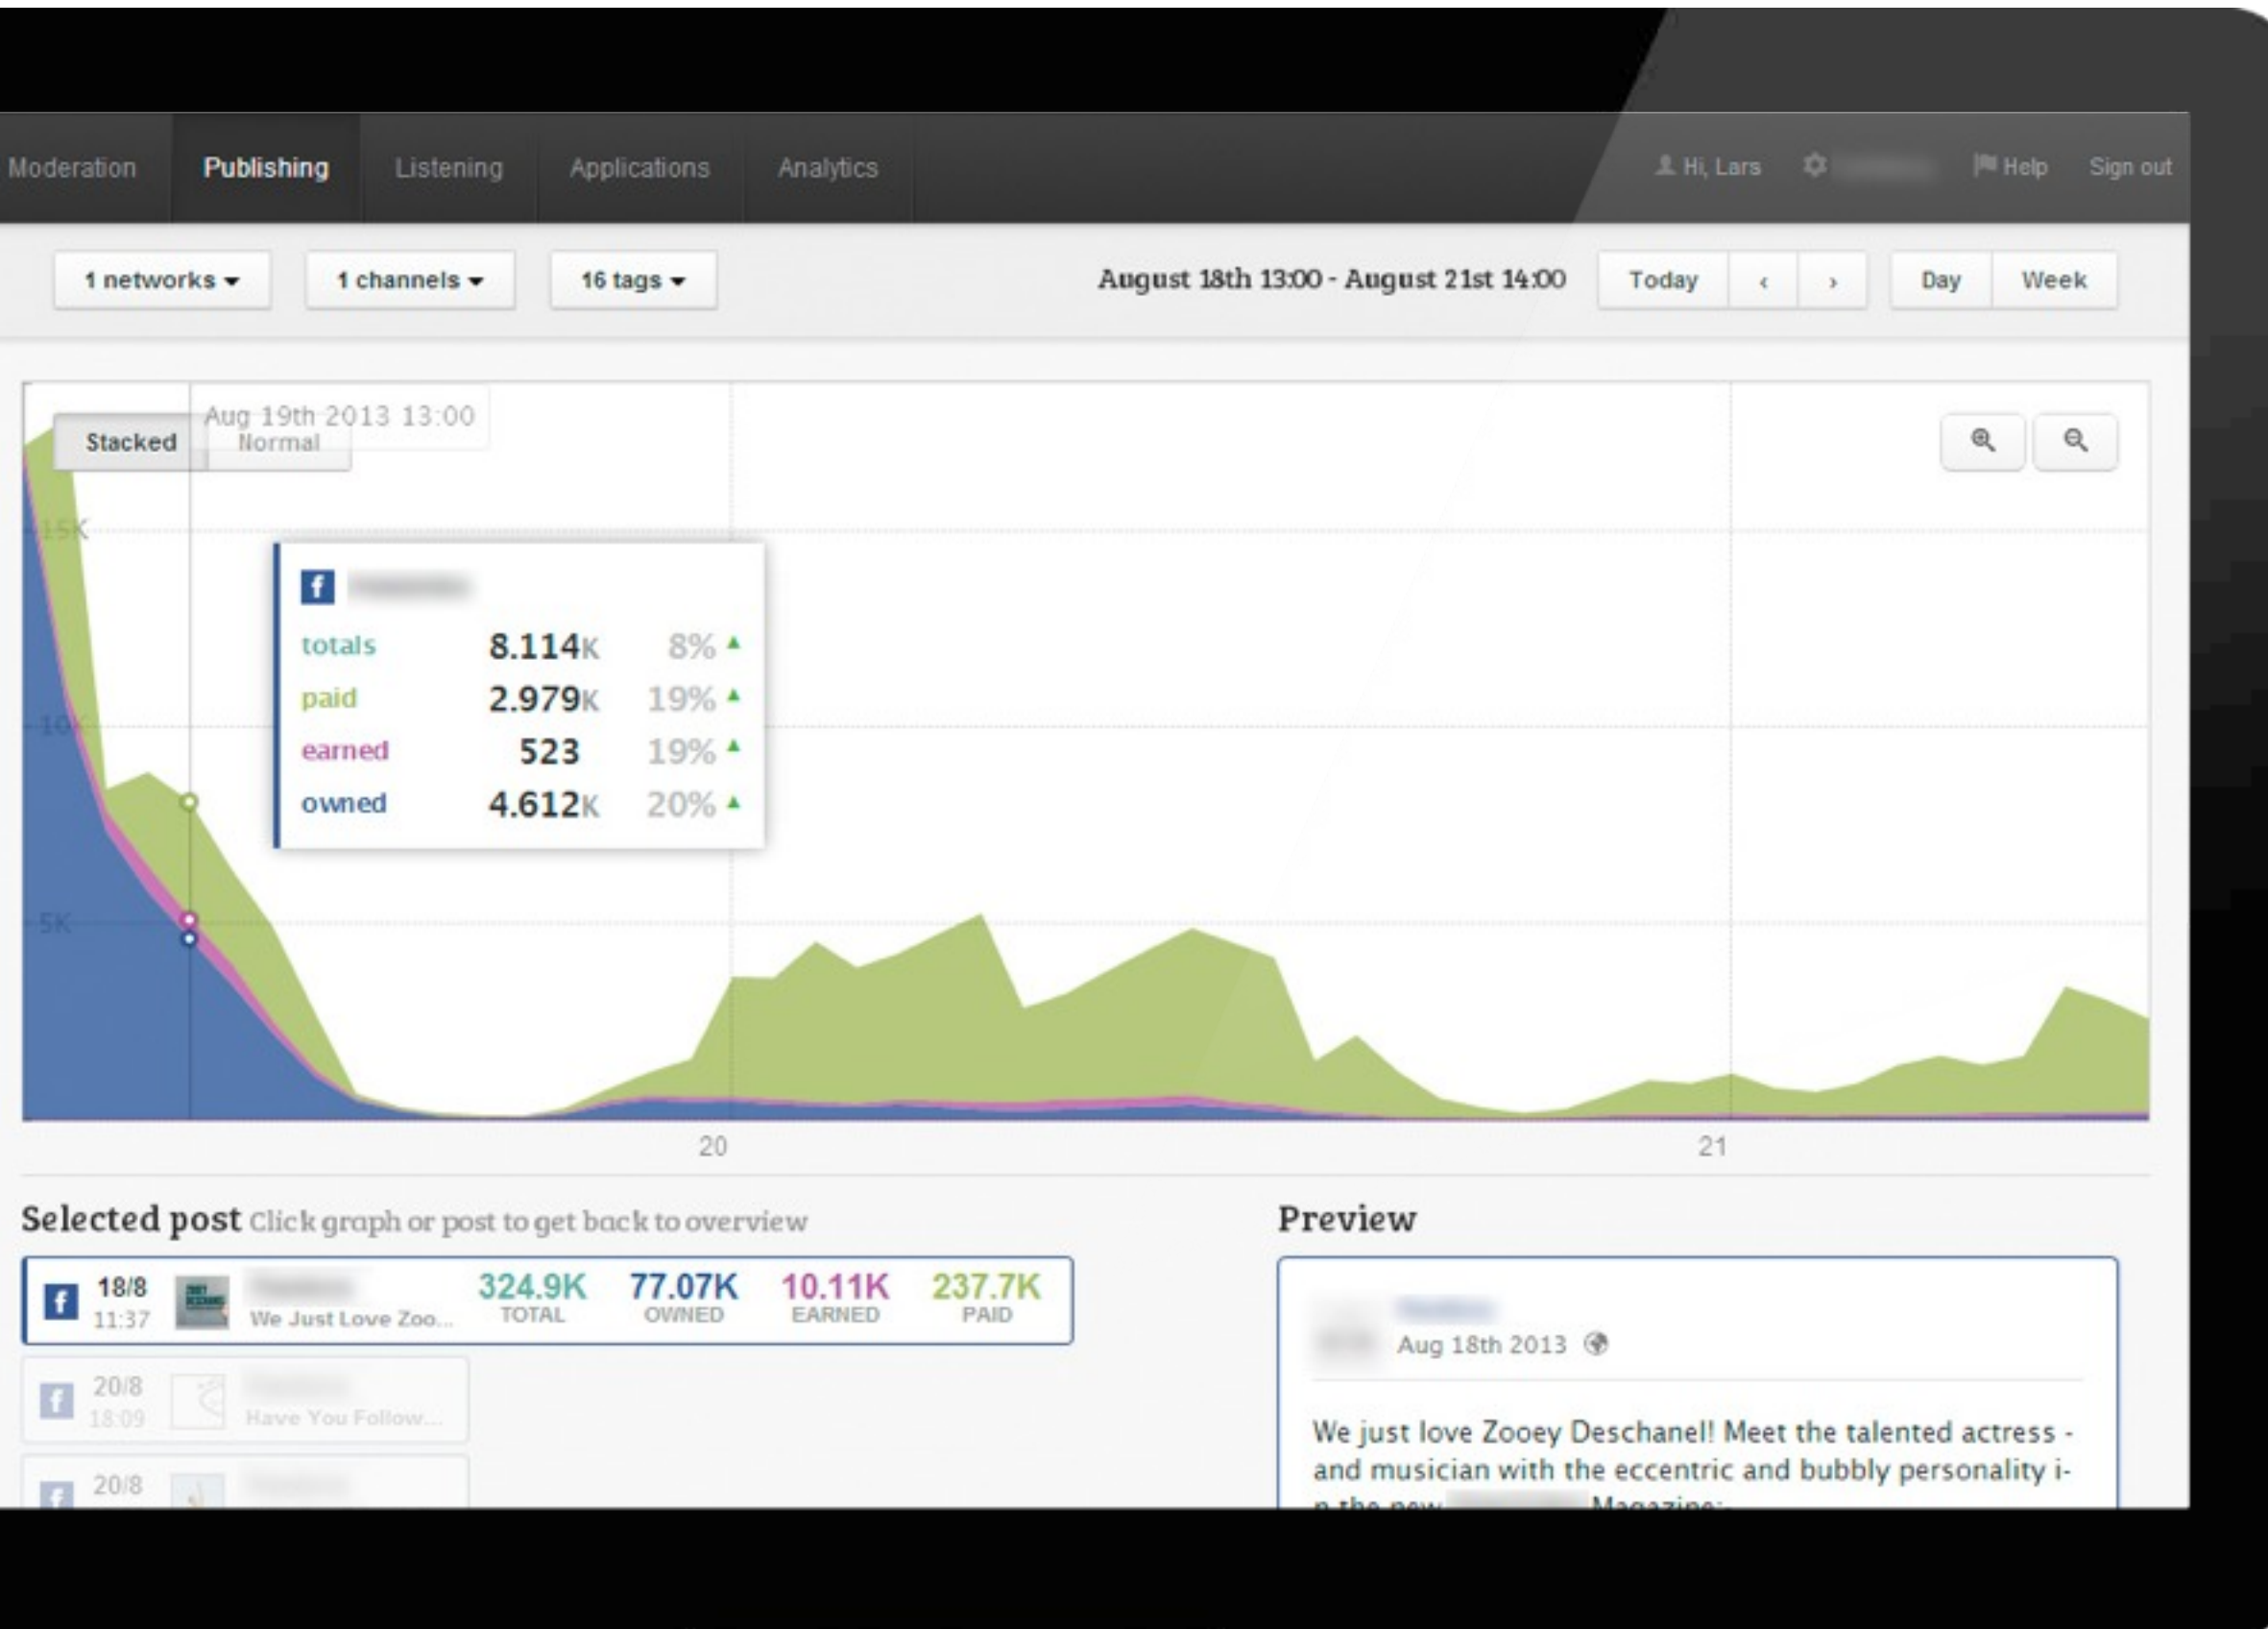 Moderation Publishing Listening Applications Analytics Hi, Lars Help Sign out
1 networks 1 channels 16 tags August 18th 13:00 - August 21st 14:00 Today ‹ › Day Week
Aug 19th 2013 13:00
Stacked Normal
15K
f
totals 8.114K 8%
paid 2.979K 19%
10K
earned 523 19%
owned 4.612K 20%
5K
20 21
Selected post Click graph or post to get back to overview
f 18/8 324.9K 77.07K 10.11K 237.7K
11:37 We Just Love Zoo... TOTAL OWNED EARNED PAID
f 20/8
18:09 Have You Follow...
f 20/8
Preview
Aug 18th 2013
We just love Zooey Deschanel! Meet the talented actress -
and musician with the eccentric and bubbly personality i-
n the new Magazine: